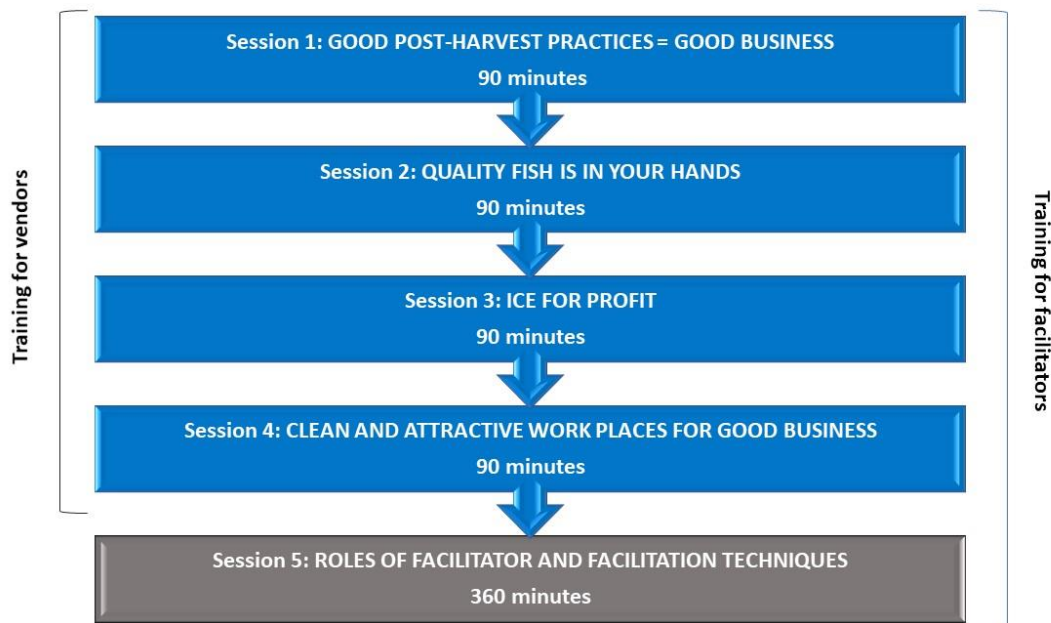 Session 1: GOOD POST-HARVEST PRACTICES = GOOD BUSINESS
90 minutes
Session 2: QUALITY FISH IS IN YOUR HANDS
90 minutes
Session 3: ICE FOR PROFIT
90 minutes
Session 4: CLEAN AND ATTRACTIVE WORK PLACES FOR GOOD BUSINESS
90 minutes
Session 5: ROLES OF FACILITATOR AND FACILITATION TECHNIQUES
360 minutes
Training for vendors
Training for facilitators